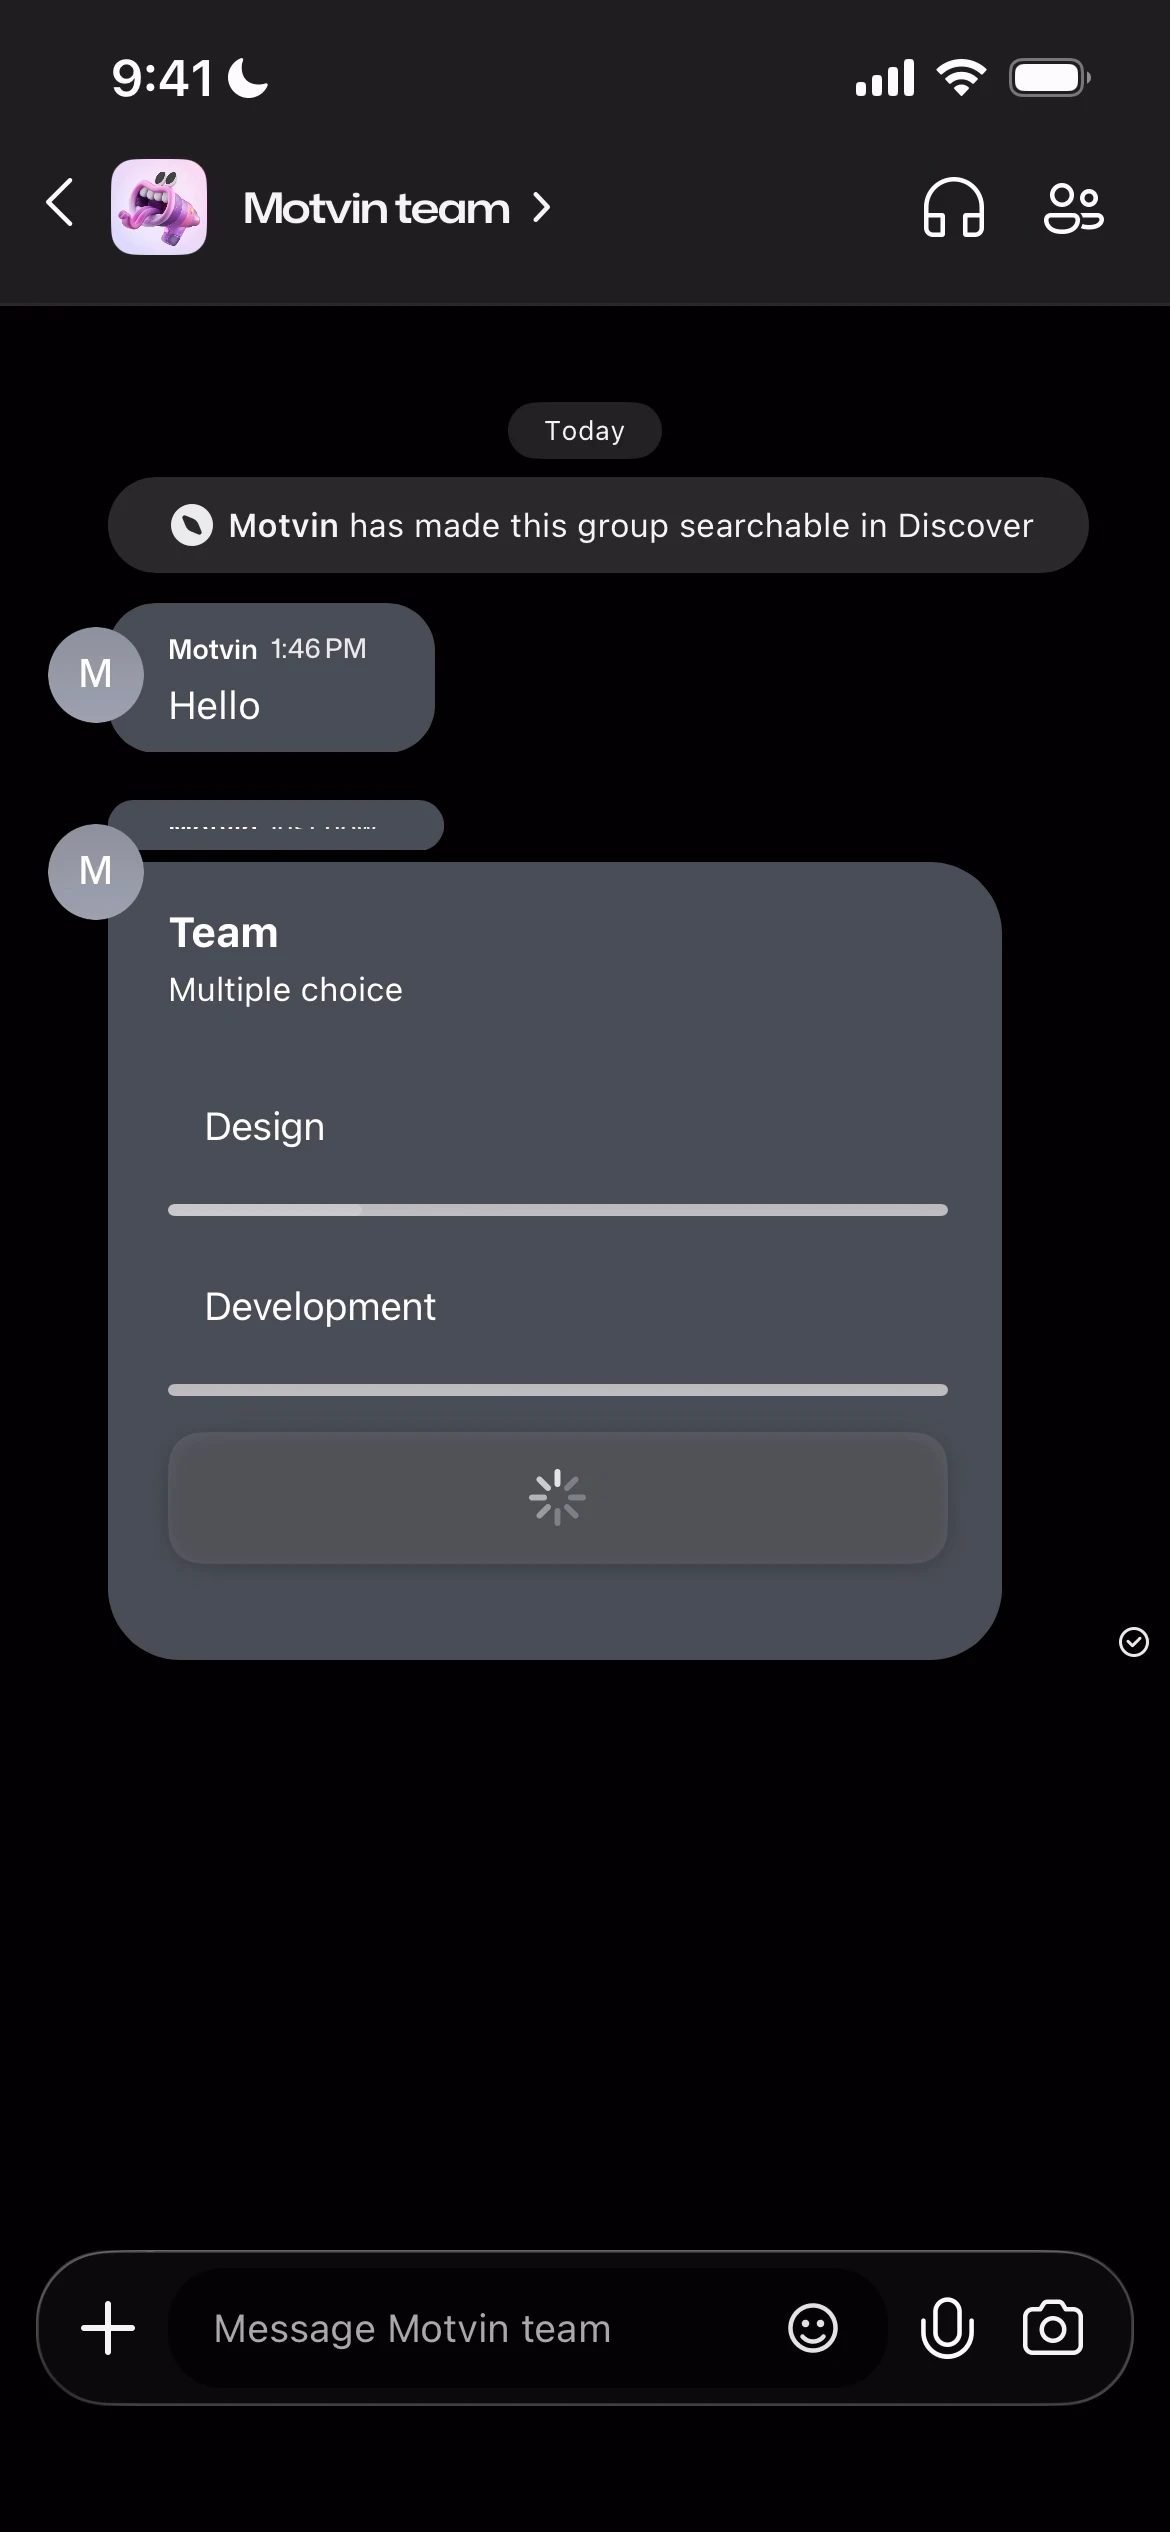 9:41
Motvin team
Today
Motvin has made this group searchable in Discover
M
Motvin 1:46 PM
Hello
M
Team
Multiple choice
Design
Development
Message Motvin team